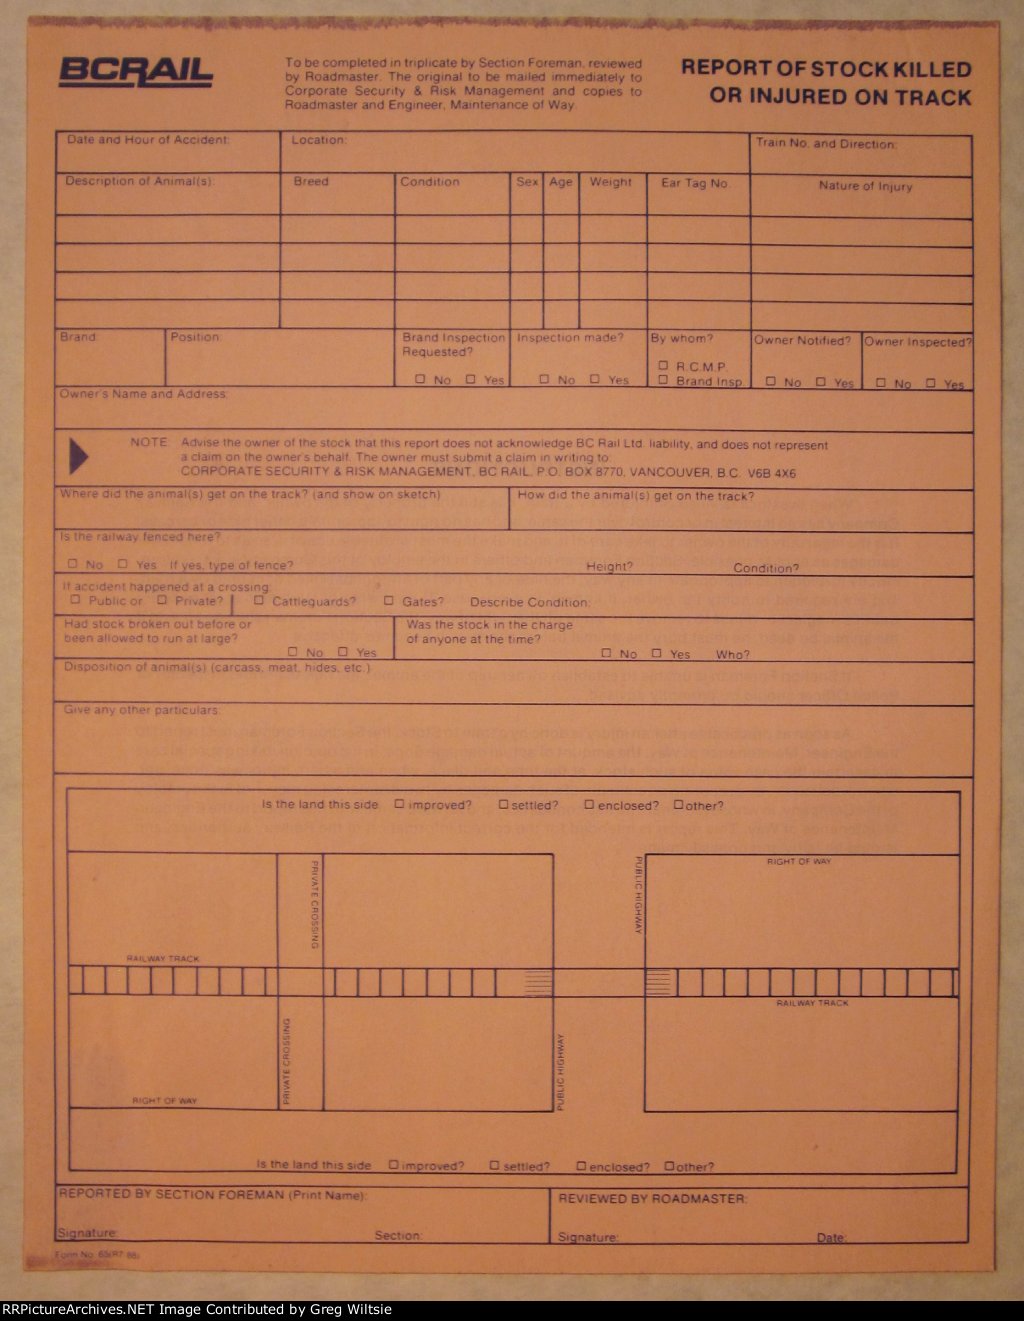 BCRAIL
To be completed in triplicate by Section Foreman, reviewed
by Roadmaster. The original to be mailed immediately to
Corporate Security & Risk Management and copies to
Roadmaster and Engineer, Maintenance of Way.
REPORT OF STOCK KILLED
OR INJURED ON TRACK
Date and Hour of Accident:
Location:
Train No. and Direction:
Description of Animal(s):
Breed
Condition
Sex
Age
Weight
Ear Tag No.
Nature of Injury
Brand:
Position:
Brand Inspection
Requested?
☐ No ☐ Yes
Inspection made?
☐ No ☐ Yes
By whom?
☐ R.C.M.P.
☐ Brand Insp.
Owner Notified?
☐ No ☐ Yes
Owner Inspected?
☐ No ☐ Yes
Owner's Name and Address:
NOTE: Advise the owner of the stock that this report does not acknowledge BC Rail Ltd. liability, and does not represent
a claim on the owner's behalf. The owner must submit a claim in writing to:
CORPORATE SECURITY & RISK MANAGEMENT, BC RAIL, P.O. BOX 8770, VANCOUVER, B.C. V6B 4X6
Where did the animal(s) get on the track? (and show on sketch)
How did the animal(s) get on the track?
Is the railway fenced here?
☐ No ☐ Yes If yes, type of fence? Height? Condition?
If accident happened at a crossing:
☐ Public or ☐ Private? ☐ Cattleguards? ☐ Gates? Describe Condition:
Had stock broken out before or
been allowed to run at large?
☐ No ☐ Yes
Was the stock in the charge
of anyone at the time?
☐ No ☐ Yes Who?
Disposition of animal(s) (carcass, meat, hides, etc.)
Give any other particulars:
Is the land this side ☐ improved? ☐ settled? ☐ enclosed? ☐ other?
PRIVATE CROSSING
PUBLIC HIGHWAY
RIGHT OF WAY
RAILWAY TRACK
RAILWAY TRACK
PRIVATE CROSSING
PUBLIC HIGHWAY
RIGHT OF WAY
Is the land this side ☐ improved? ☐ settled? ☐ enclosed? ☐ other?
REPORTED BY SECTION FOREMAN (Print Name):
Signature: Section:
REVIEWED BY ROADMASTER:
Signature: Date:
Form No. 63(R7-88)
RRPictureArchives.NET Image Contributed by Greg Wiltsie